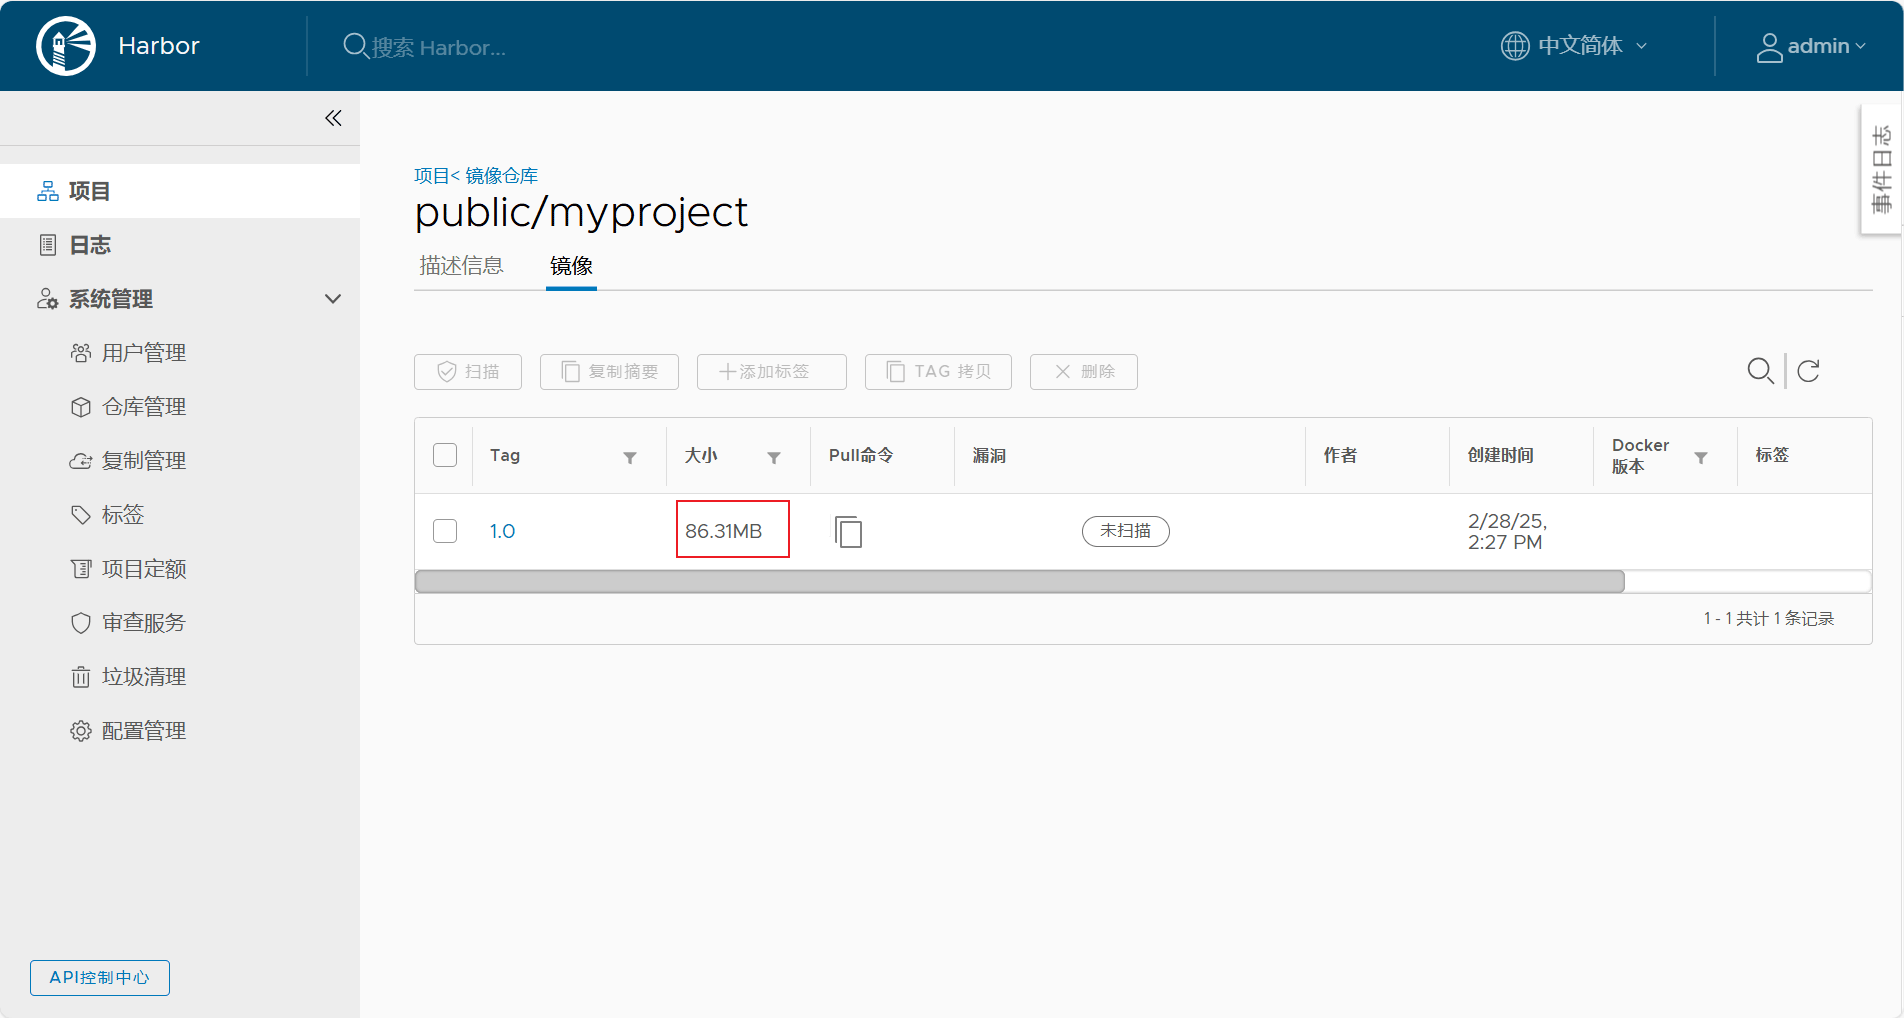 Harbor
搜索 Harbor...
中文简体
admin
事件日志
项目
日志
系统管理
用户管理
仓库管理
复制管理
标签
项目定额
审查服务
垃圾清理
配置管理
API控制中心
项目< 镜像仓库
public/myproject
描述信息 镜像
扫描 复制摘要 添加标签 TAG 拷贝 删除
Tag 大小 Pull命令 漏洞 作者 创建时间 Docker 版本 标签
1.0 86.31MB 未扫描 2/28/25, 2:27 PM
1 - 1 共计 1 条记录